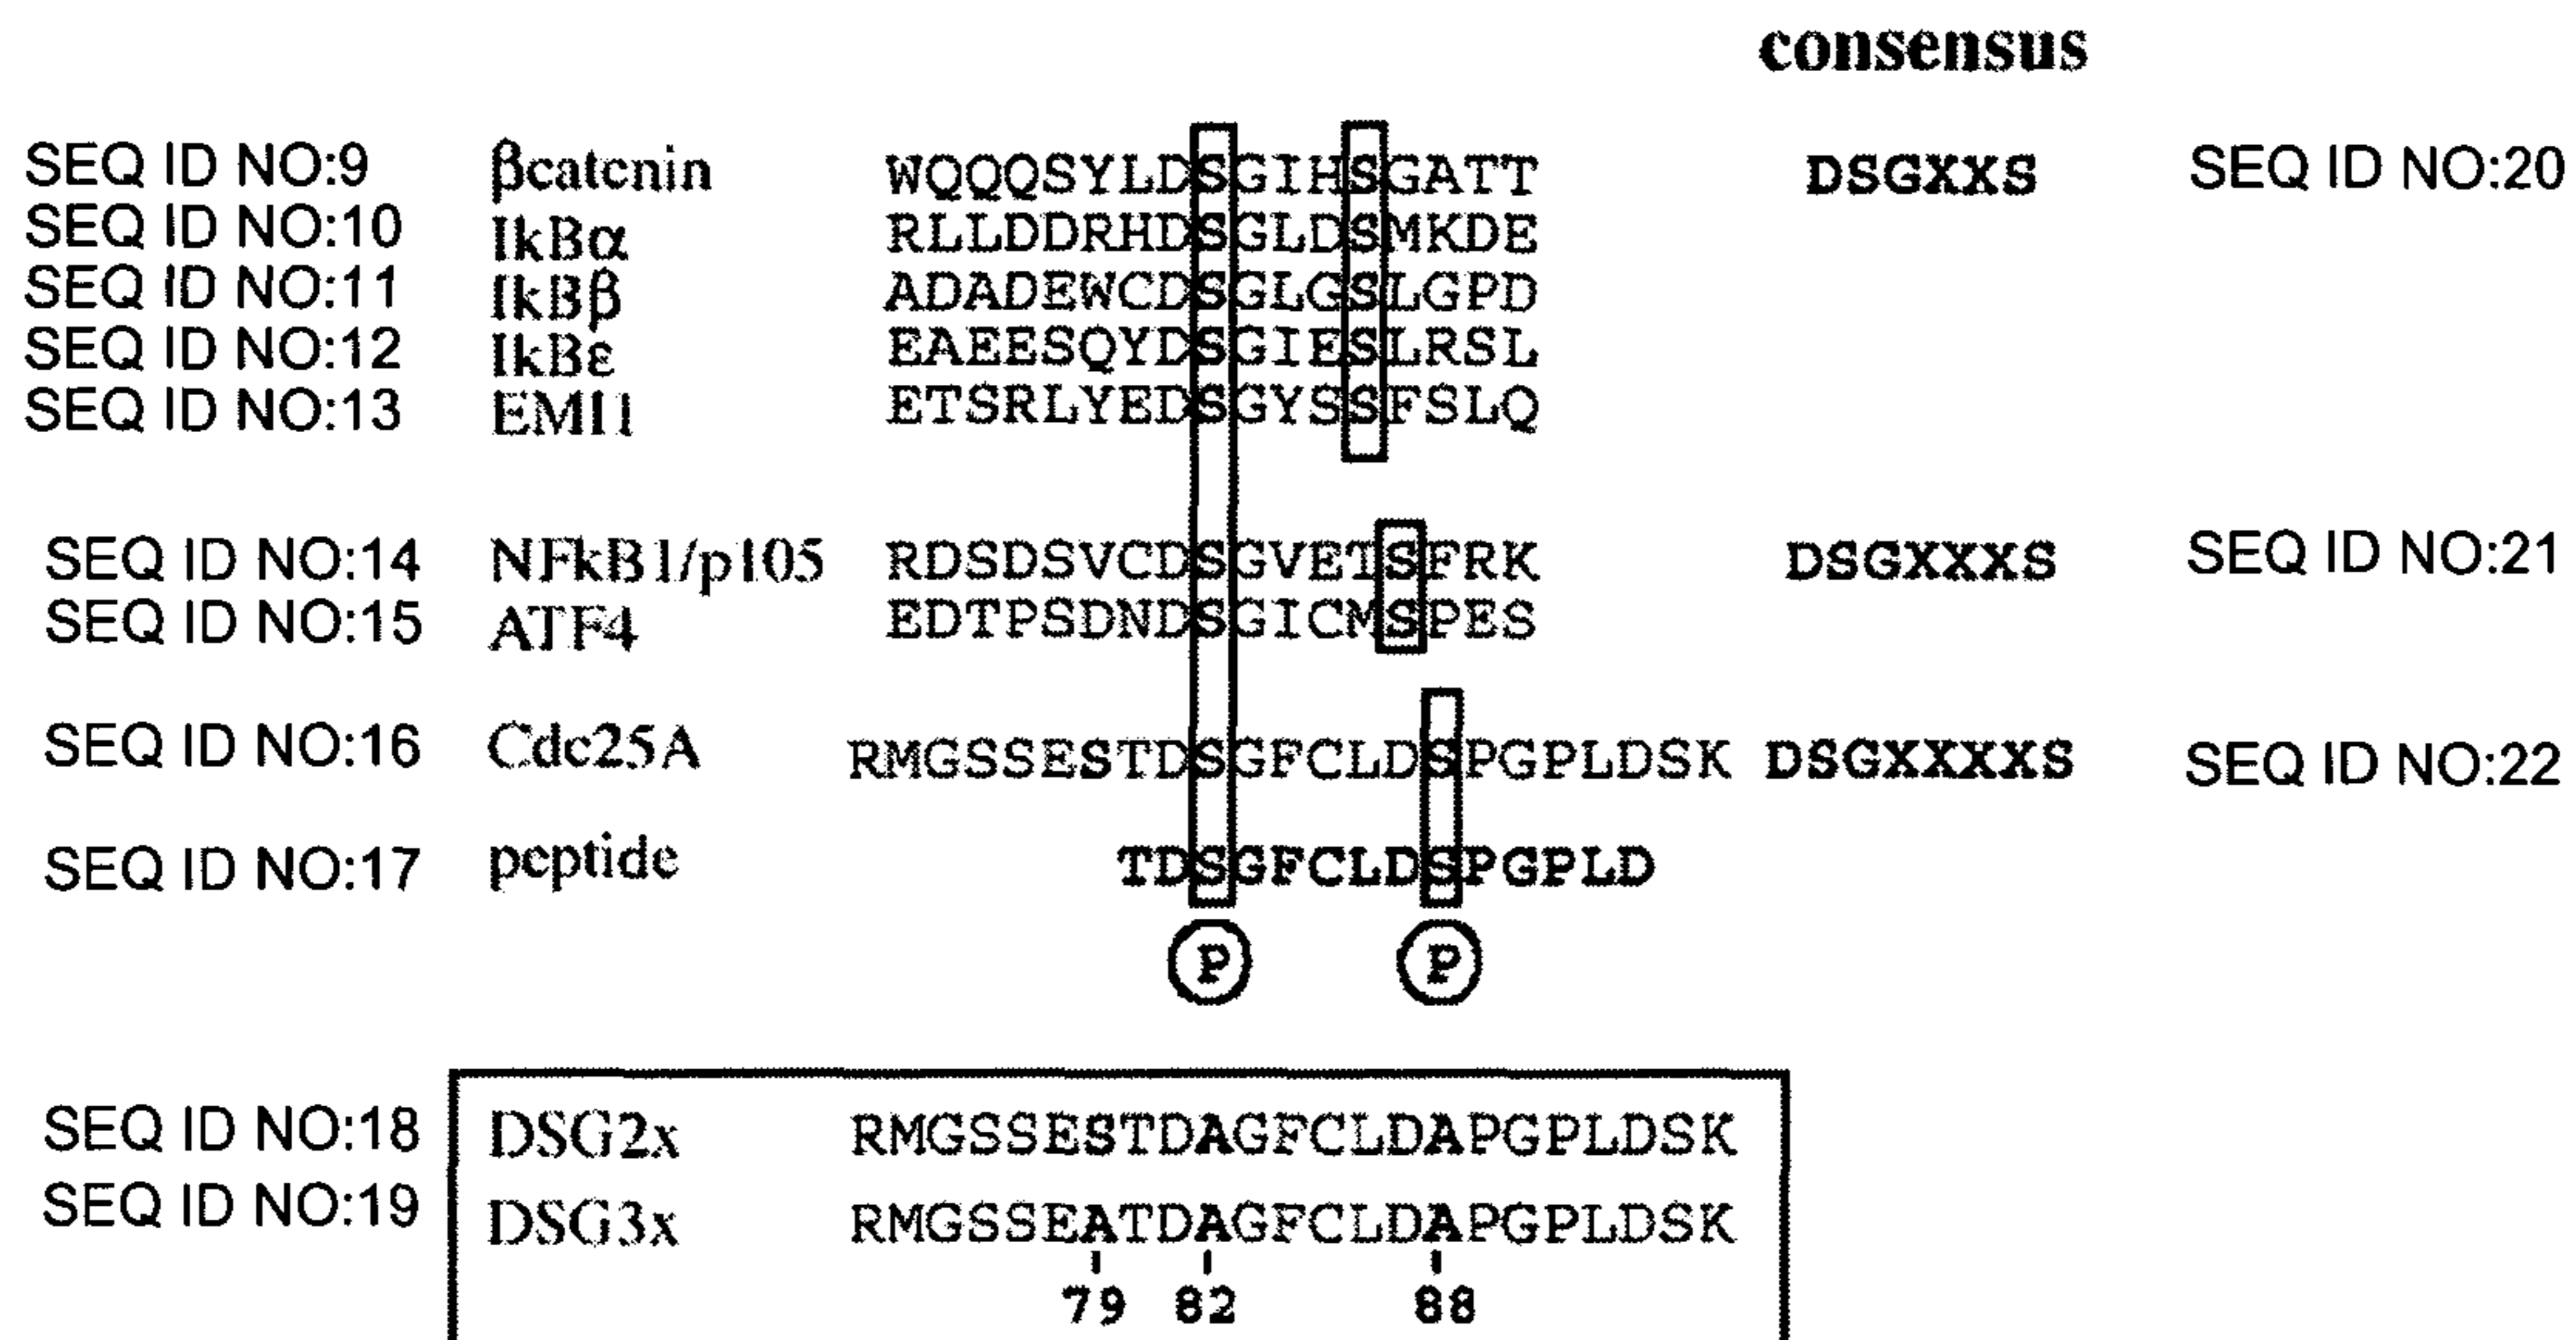 consensus
SEQ ID NO:9 βcatenin WQQQSYLDSGIHSGATT DSGXXS SEQ ID NO:20
SEQ ID NO:10 IkBα RLLDDRHDSGLDSMKDE
SEQ ID NO:11 IkBβ ADADEWCDSGLGSLGPD
SEQ ID NO:12 IkBε EAEESQYDSGIESLRSL
SEQ ID NO:13 EMI1 ETSRLYEDSGYSSFSLQ
SEQ ID NO:14 NFkB1/p105 RDSDSVCDSGVETSFRK DSGXXXS SEQ ID NO:21
SEQ ID NO:15 ATF4 EDTPSDNDSGICMSPES
SEQ ID NO:16 Cdc25A RMGSSESTDSGFCLDSPGPLDSK DSGXXXXS SEQ ID NO:22
SEQ ID NO:17 peptide TDSGFCLDSPGPLD
P P
SEQ ID NO:18 DSG2x RMGSSESTDAGFCLDAPGPLDSK
SEQ ID NO:19 DSG3x RMGSSEATDAGFCLDAPGPLDSK
79 82 88